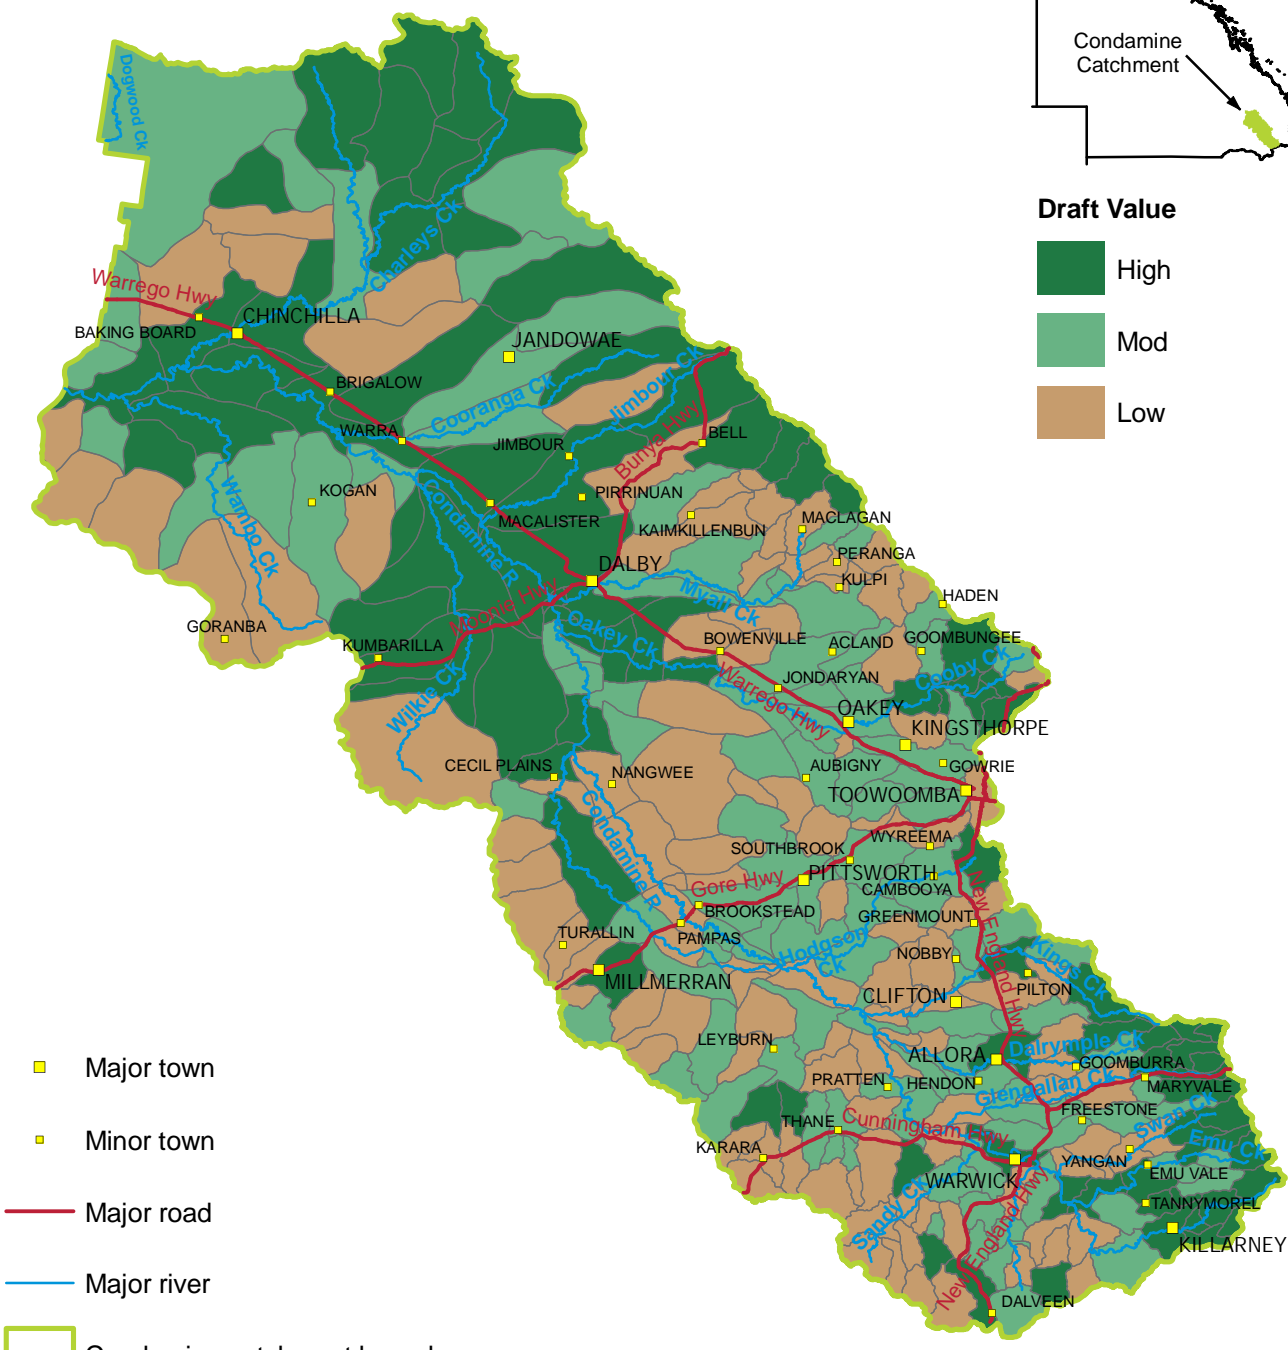 Condamine
Catchment
Draft Value
High
Mod
Low
Dogwood Ck
Charleys Ck
Warrego Hwy
CHINCHILLA
BAKING BOARD
JANDOWAE
BRIGALOW
Cooranga Ck
Jimbour Ck
WARRA
JIMBOUR
Bunya Hwy
BELL
KOGAN
Wambo Ck
Condamine R
PIRRINUAN
MACALISTER
KAIMKILLENBUN
MACLAGAN
PERANGA
KULPI
DALBY
Myall Ck
HADEN
Moonie Hwy
Oakey Ck
GORANBA
KUMBARILLA
BOWENVILLE
ACLAND
GOOMBUNGEE
Cooby Ck
Wilkie Ck
JONDARYAN
Warrego Hwy
OAKEY
KINGSTHORPE
CECIL PLAINS
NANGWEE
AUBIGNY
GOWRIE
TOOWOOMBA
Condamine R
WYREEMA
SOUTHBROOK
PITTSWORTH
Gore Hwy
CAMBOOYA
BROOKSTEAD
GREENMOUNT
New England Hwy
TURALLIN
PAMPAS
Hodgson
Ck
NOBBY
Kings Ck
MILLMERRAN
CLIFTON
PILTON
LEYBURN
ALLORA
Dalrymple Ck
GOOMBURRA
PRATTEN
HENDON
Glengallan Ck
MARYVALE
THANE
Cunningham Hwy
FREESTONE
Swan Ck
KARARA
Emu Ck
YANGAN
WARWICK
EMU VALE
Sandy Ck
New England Hwy
TANNYMOREL
KILLARNEY
DALVEEN
Major town
Minor town
Major road
Major river